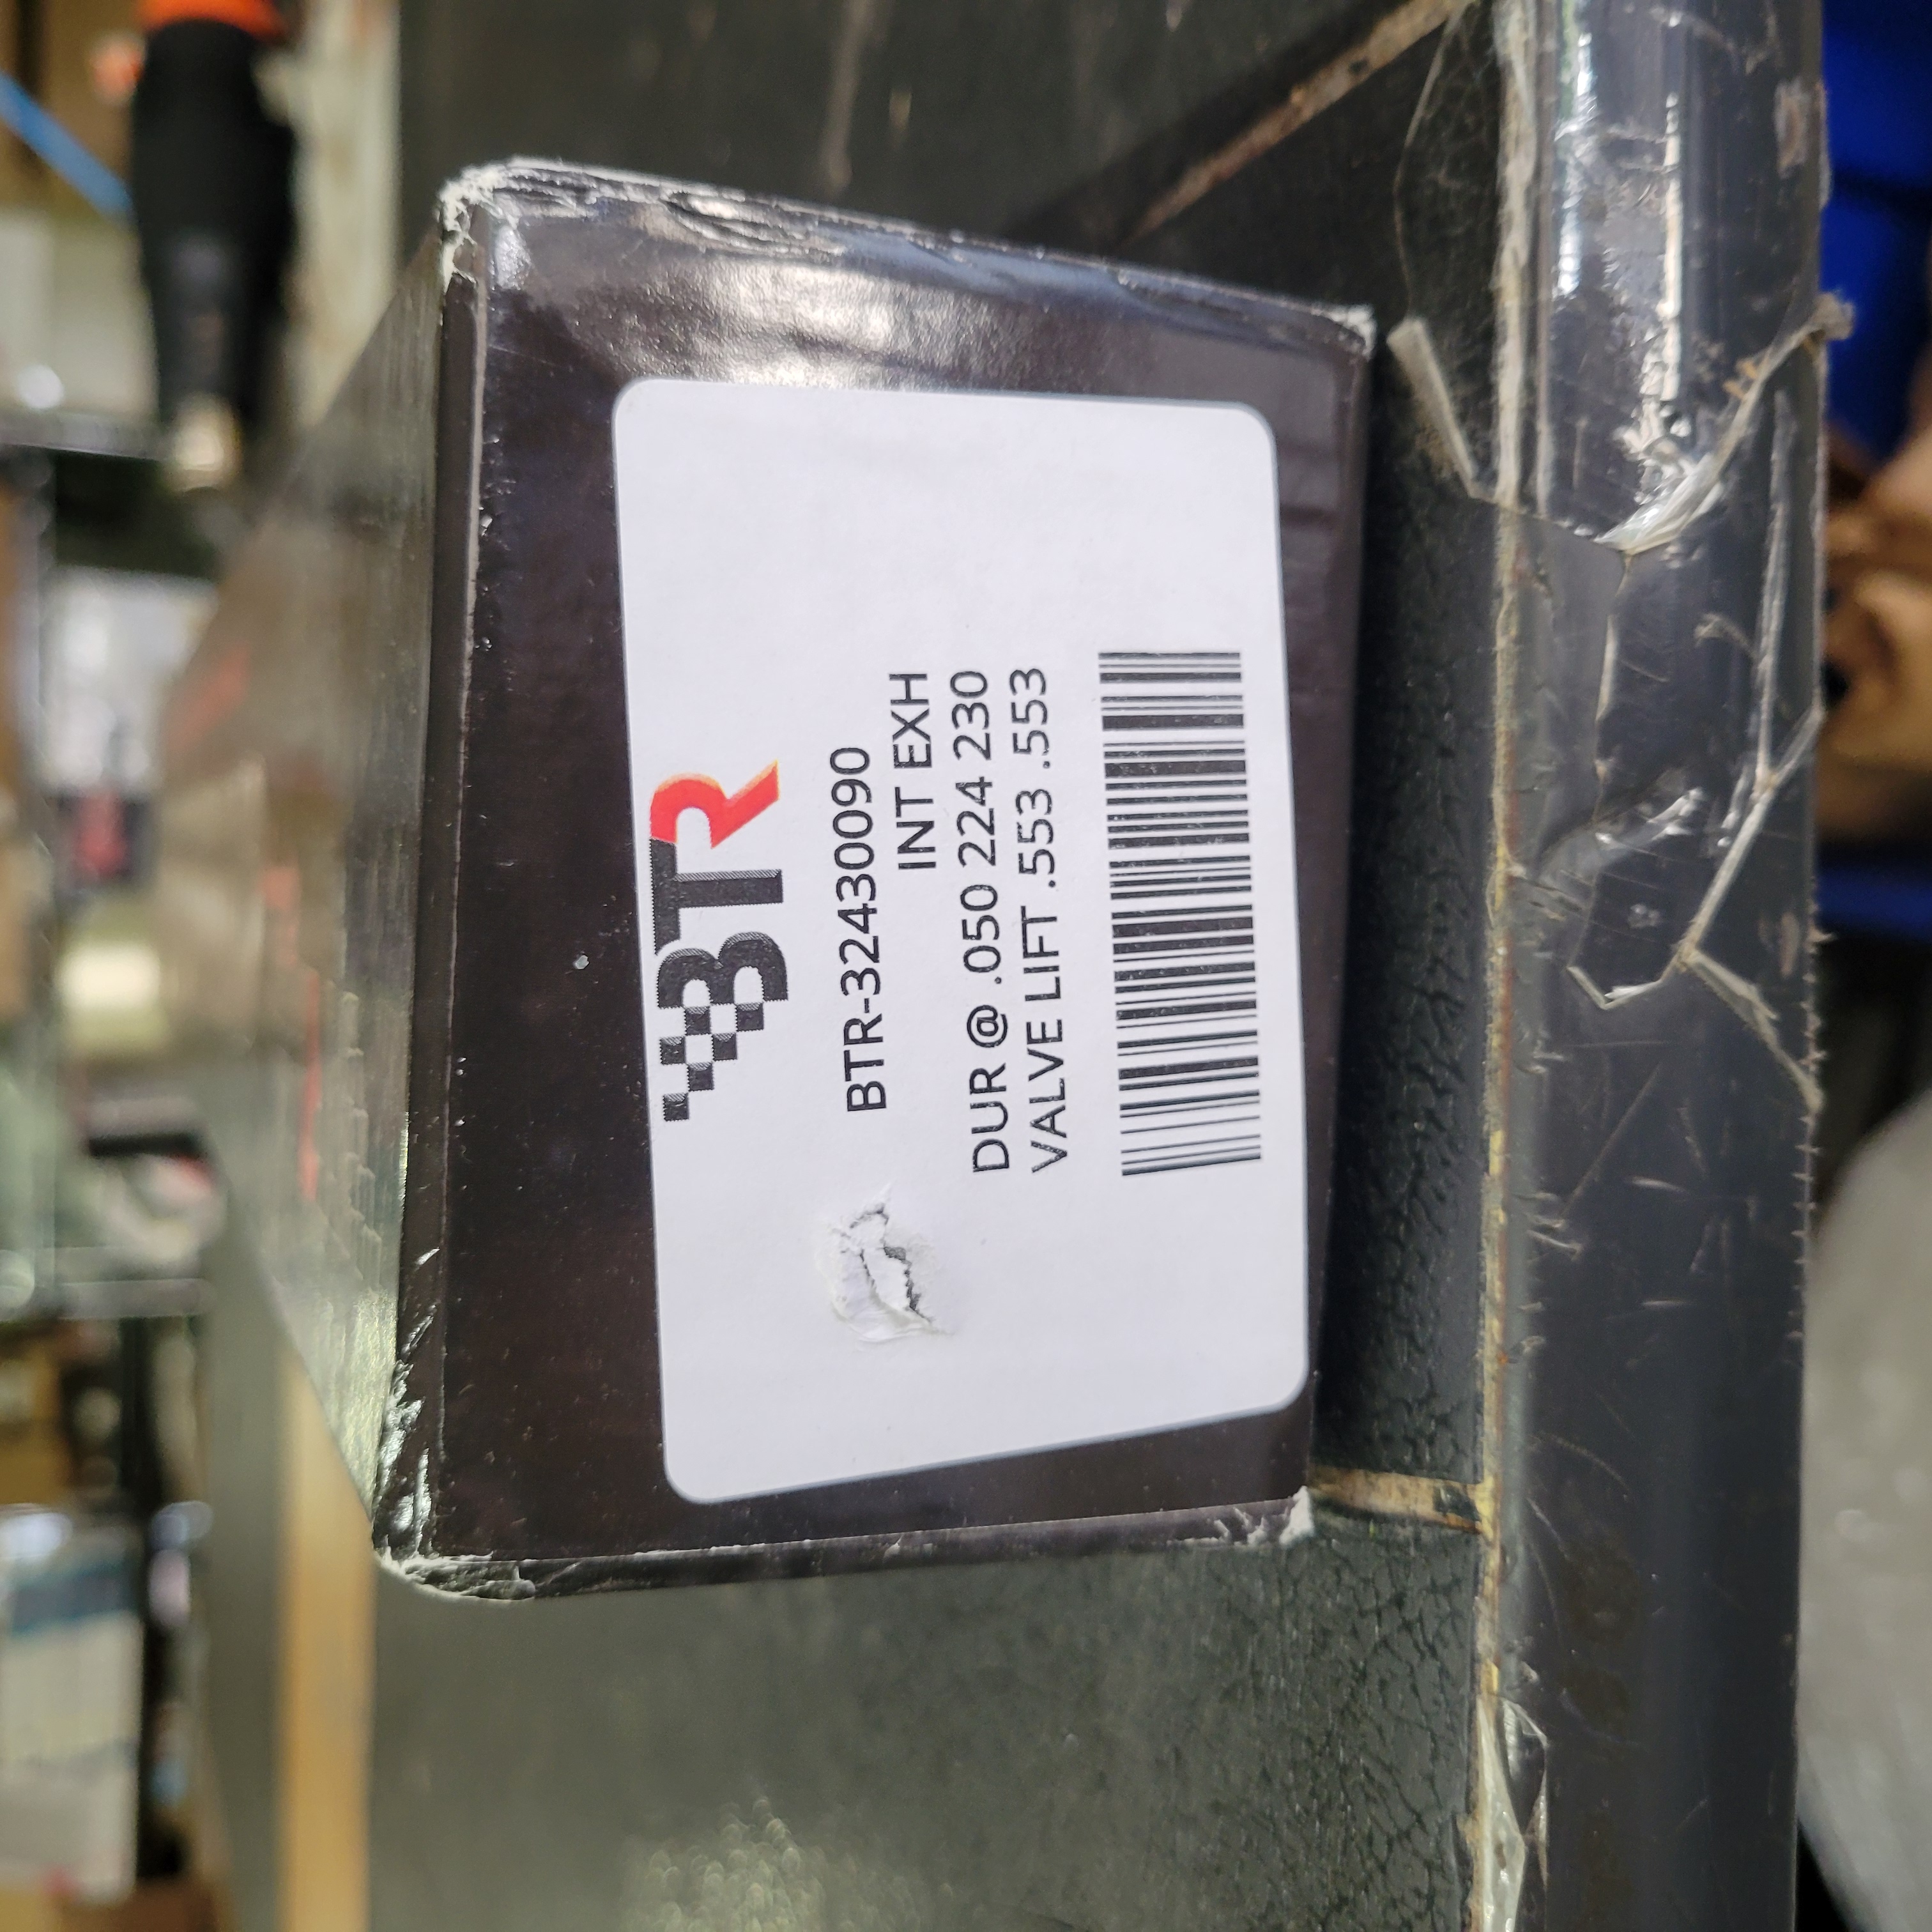 BTR
BTR-32430090
INT EXH
DUR @ .050 224 230
VALVE LIFT .553 .553